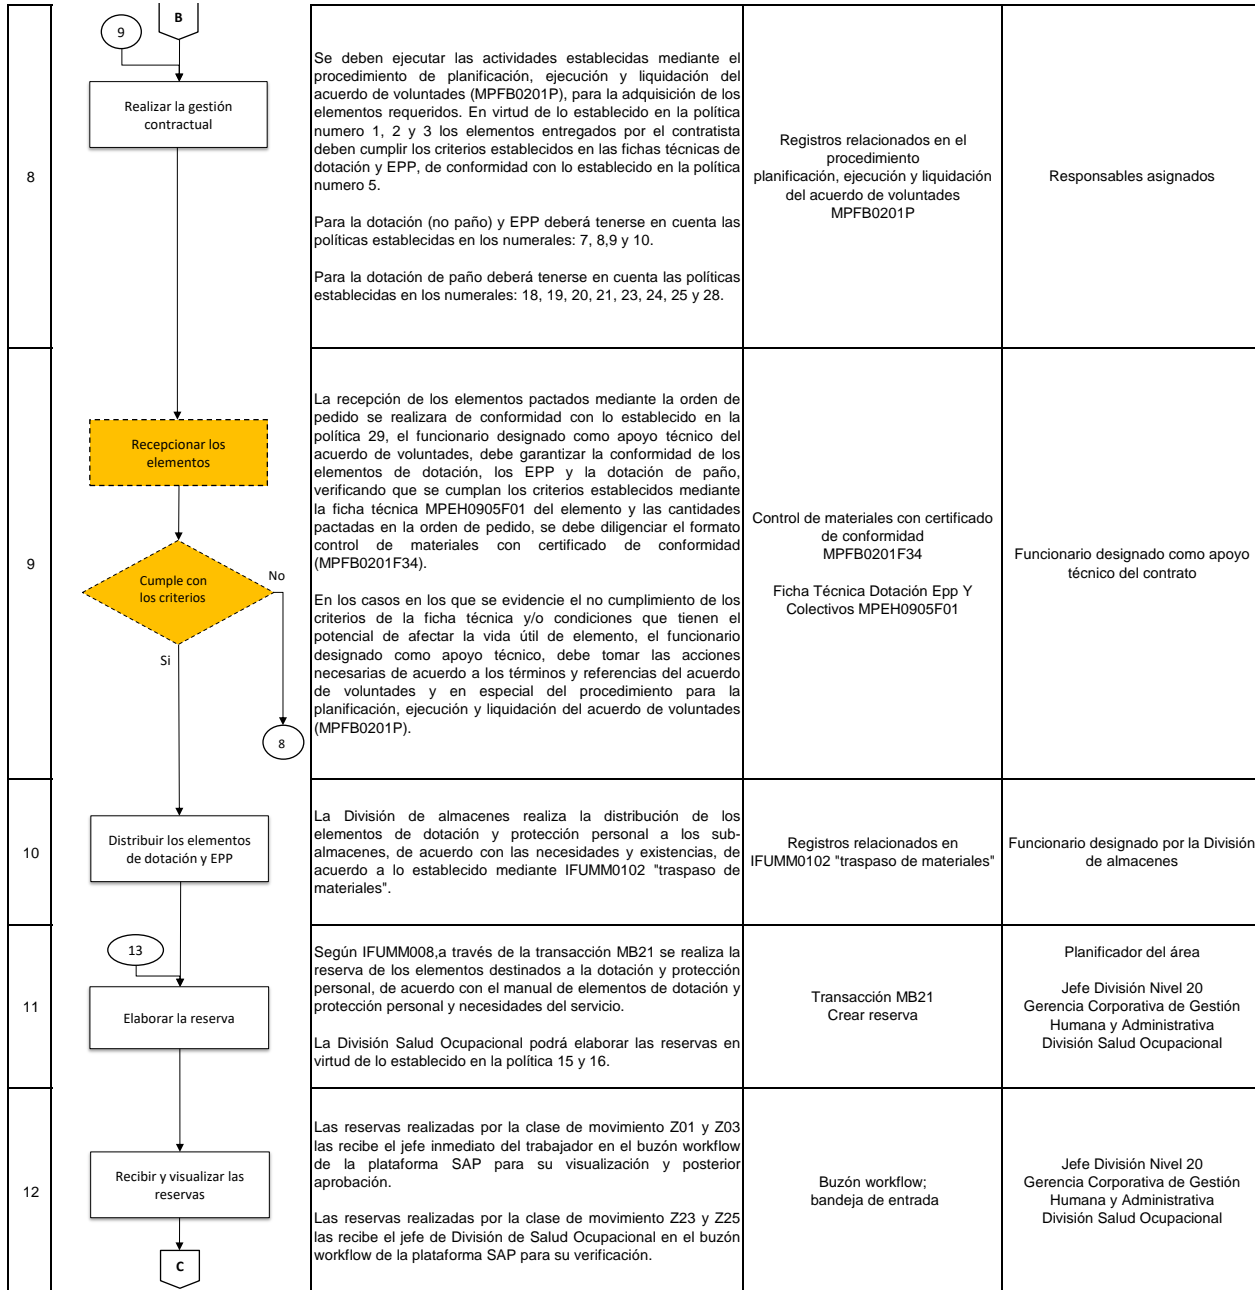 B
9
Realizar la gestión
contractual
8
Se deben ejecutar las actividades establecidas mediante el
procedimiento de planificación, ejecución y liquidación del
acuerdo de voluntades (MPFB0201P), para la adquisición de los
elementos requeridos. En virtud de lo establecido en la política
numero 1, 2 y 3 los elementos entregados por el contratista
deben cumplir los criterios establecidos en las fichas técnicas de
dotación y EPP, de conformidad con lo establecido en la política
numero 5.
Para la dotación (no paño) y EPP deberá tenerse en cuenta las
políticas establecidas en los numerales: 7, 8,9 y 10.
Para la dotación de paño deberá tenerse en cuenta las políticas
establecidas en los numerales: 18, 19, 20, 21, 23, 24, 25 y 28.
Registros relacionados en el
procedimiento
planificación, ejecución y liquidación
del acuerdo de voluntades
MPFB0201P
Responsables asignados
9
Recepcionar los
elementos
Cumple con
los criterios
No
Si
8
La recepción de los elementos pactados mediante la orden de
pedido se realizara de conformidad con lo establecido en la
política 29, el funcionario designado como apoyo técnico del
acuerdo de voluntades, debe garantizar la conformidad de los
elementos de dotación, los EPP y la dotación de paño,
verificando que se cumplan los criterios establecidos mediante
la ficha técnica MPEH0905F01 del elemento y las cantidades
pactadas en la orden de pedido, se debe diligenciar el formato
control de materiales con certificado de conformidad
(MPFB0201F34).
En los casos en los que se evidencie el no cumplimiento de los
criterios de la ficha técnica y/o condiciones que tienen el
potencial de afectar la vida útil de elemento, el funcionario
designado como apoyo técnico, debe tomar las acciones
necesarias de acuerdo a los términos y referencias del acuerdo
de voluntades y en especial del procedimiento para la
planificación, ejecución y liquidación del acuerdo de voluntades
(MPFB0201P).
Control de materiales con certificado
de conformidad
MPFB0201F34
Ficha Técnica Dotación Epp Y
Colectivos MPEH0905F01
Funcionario designado como apoyo
técnico del contrato
10
Distribuir los elementos
de dotación y EPP
La División de almacenes realiza la distribución de los
elementos de dotación y protección personal a los sub-
almacenes, de acuerdo con las necesidades y existencias, de
acuerdo a lo establecido mediante IFUMM0102 "traspaso de
materiales".
Registros relacionados en
IFUMM0102 "traspaso de materiales"
Funcionario designado por la División
de almacenes
11
13
Elaborar la reserva
Según IFUMM008,a través de la transacción MB21 se realiza la
reserva de los elementos destinados a la dotación y protección
personal, de acuerdo con el manual de elementos de dotación y
protección personal y necesidades del servicio.
La División Salud Ocupacional podrá elaborar las reservas en
virtud de lo establecido en la política 15 y 16.
Transacción MB21
Crear reserva
Planificador del área
Jefe División Nivel 20
Gerencia Corporativa de Gestión
Humana y Administrativa
División Salud Ocupacional
12
Recibir y visualizar las
reservas
C
Las reservas realizadas por la clase de movimiento Z01 y Z03
las recibe el jefe inmediato del trabajador en el buzón workflow
de la plataforma SAP para su visualización y posterior
aprobación.
Las reservas realizadas por la clase de movimiento Z23 y Z25
las recibe el jefe de División de Salud Ocupacional en el buzón
workflow de la plataforma SAP para su verificación.
Buzón workflow;
bandeja de entrada
Jefe División Nivel 20
Gerencia Corporativa de Gestión
Humana y Administrativa
División Salud Ocupacional